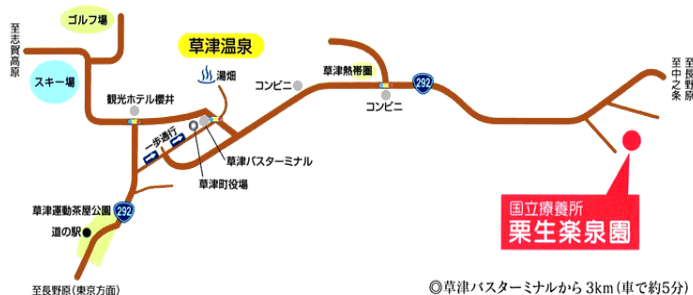 ゴルフ場
至志賀高原
スキー場
草津温泉
湯畑
観光ホテル櫻井
コンビニ
草津熱帯園
292
コンビニ
至長野原
至中之条
一歩通行
草津バスターミナル
草津町役場
草津運動茶屋公園
292
道の駅
至長野原(東京方面)
国立療養所
栗生楽泉園
◎草津バスターミナルから3km(車で約5分)